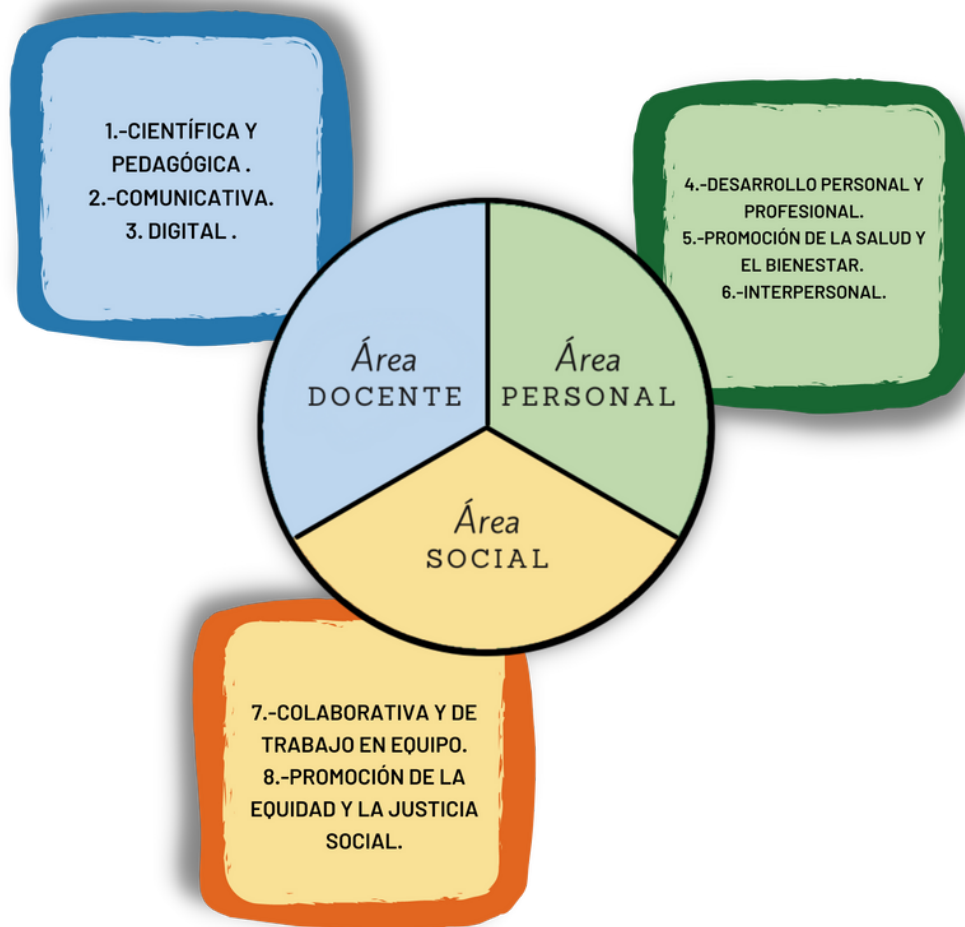 1.-CIENTÍFICA Y
PEDAGÓGICA .
2.-COMUNICATIVA.
3. DIGITAL .
4.-DESARROLLO PERSONAL Y
PROFESIONAL.
5.-PROMOCIÓN DE LA SALUD Y
EL BIENESTAR.
6.-INTERPERSONAL.
Área
DOCENTE
Área
PERSONAL
Área
SOCIAL
7.-COLABORATIVA Y DE
TRABAJO EN EQUIPO.
8.-PROMOCIÓN DE LA
EQUIDAD Y LA JUSTICIA
SOCIAL.